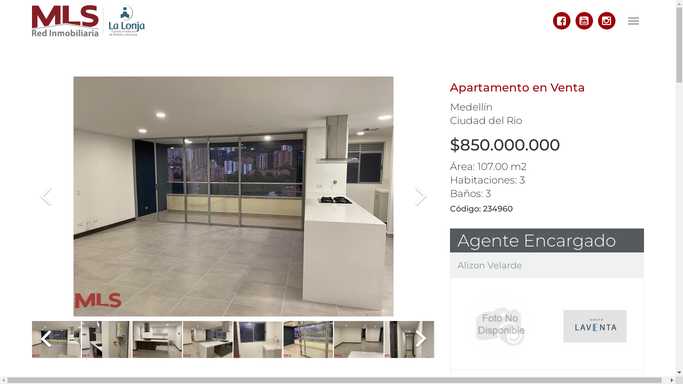 MLS
Red Inmobiliaria
La Lonja
Apartamento en Venta
Medellín
Ciudad del Rio
$850.000.000
Área: 107.00 m2
Habitaciones: 3
Baños: 3
Código: 234960
MLS
Agente Encargado
Alizon Velarde
Foto No
Disponible
GRUPO
LAVENTA